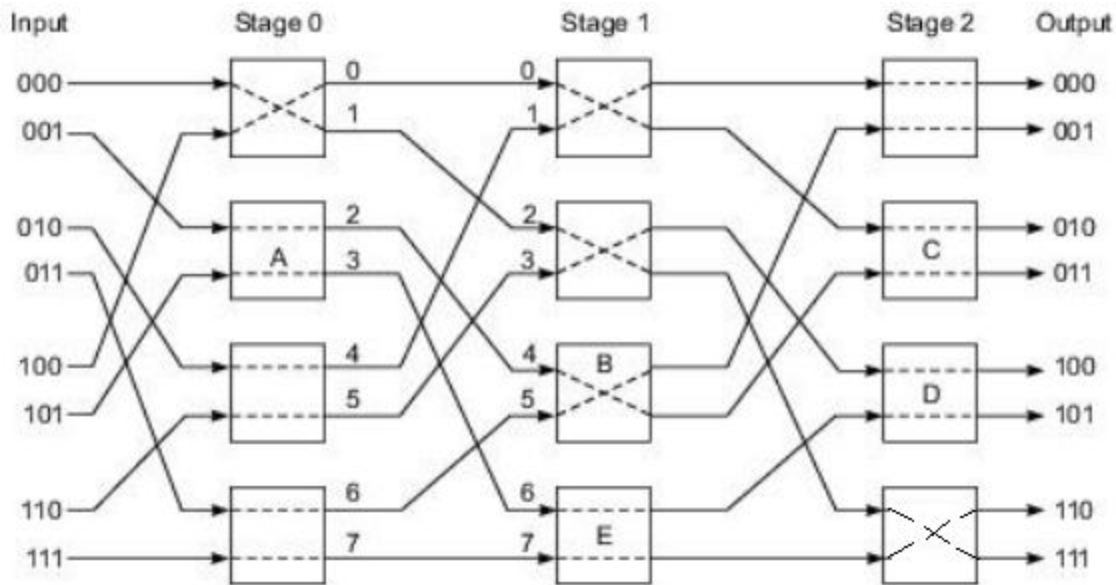 Input Stage 0 Stage 1 Stage 2 Output
000 0 0 000
001 1 1 001
010 2 2 010
A C
011 3 3 011
B
100 4 4 100
D
101 5 5 101
110 6 6 110
E
111 7 7 111